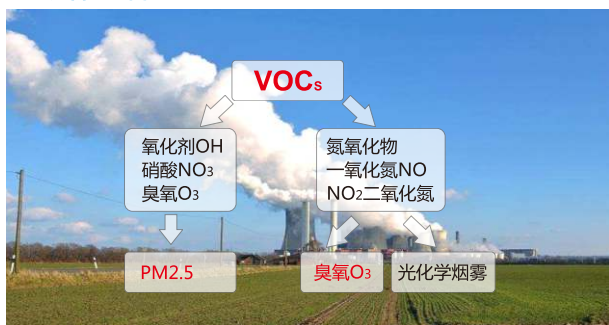 VOCs
氧化剂OH
硝酸NO3
臭氧O3
氮氧化物
一氧化氮NO
NO2二氧化氮
PM2.5
臭氧O3
光化学烟雾